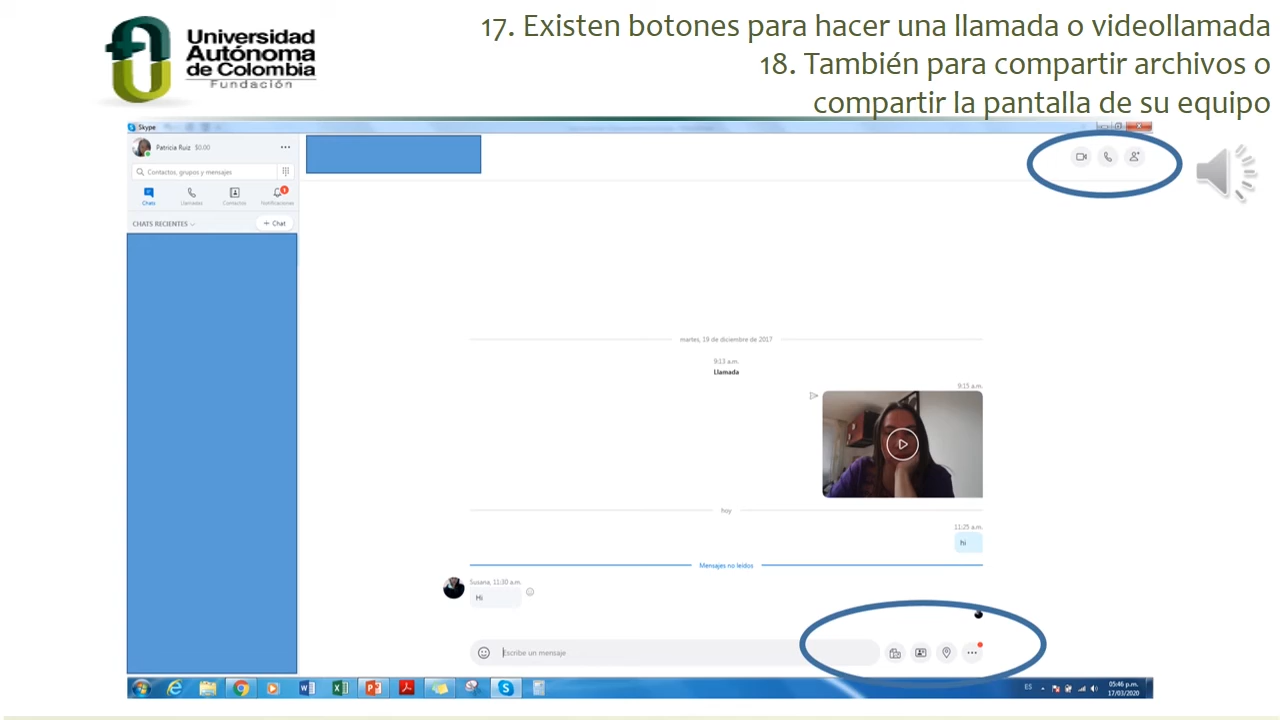 17. Existen botones para hacer una llamada o videollamada
18. También para compartir archivos o
compartir la pantalla de su equipo
Universidad
Autónoma
de Colombia
Fundación
Skype
Patricia Ruiz $0.00
Contactos, grupos y mensajes
Chats
Llamadas
Contactos
Notificaciones
CHATS RECIENTES
+ Chat
martes, 19 de diciembre de 2017
9:13 a.m.
Llamada
9:15 a.m.
hoy
11:25 a.m.
hi
Mensajes no leídos
Susana, 11:30 a.m.
Hi
Escribe un mensaje
ES
05:46 p.m.
17/03/2020